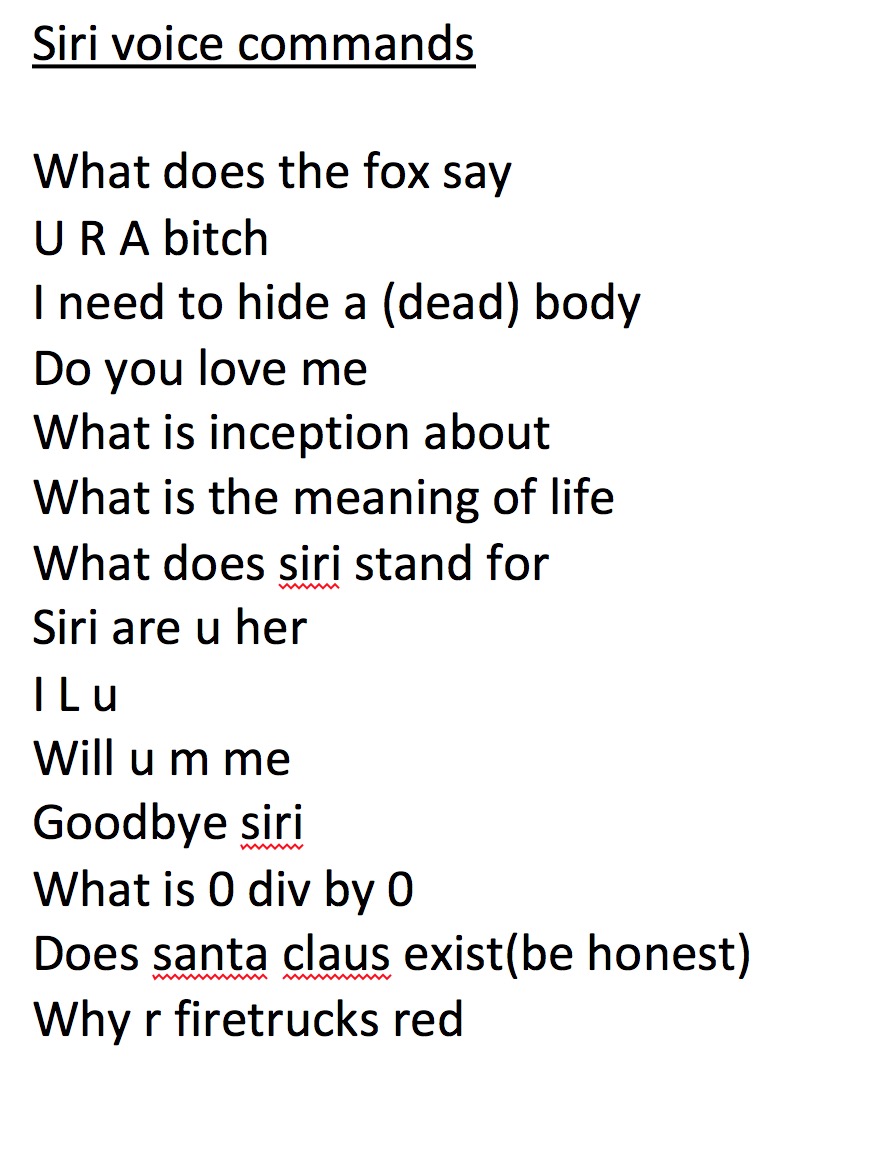 Siri voice commands
What does the fox say
U R A bitch
I need to hide a (dead) body
Do you love me
What is inception about
What is the meaning of life
What does siri stand for
Siri are u her
I L u
Will u m me
Goodbye siri
What is 0 div by 0
Does santa claus exist(be honest)
Why r firetrucks red